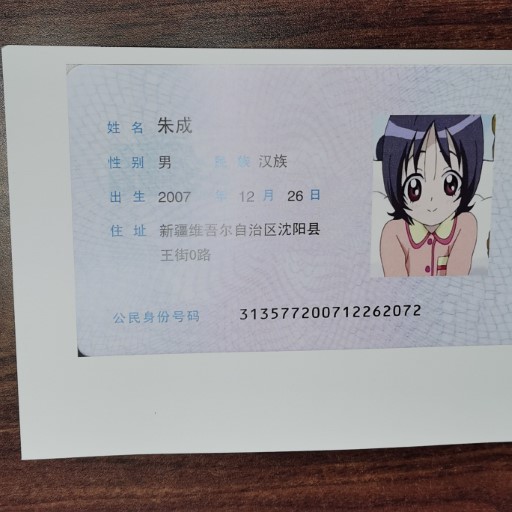 姓名 朱成
性别 男 民族 汉族
出生 2007 年 12 月 26 日
住址 新疆维吾尔自治区沈阳县
王街0路
公民身份号码 313577200712262072